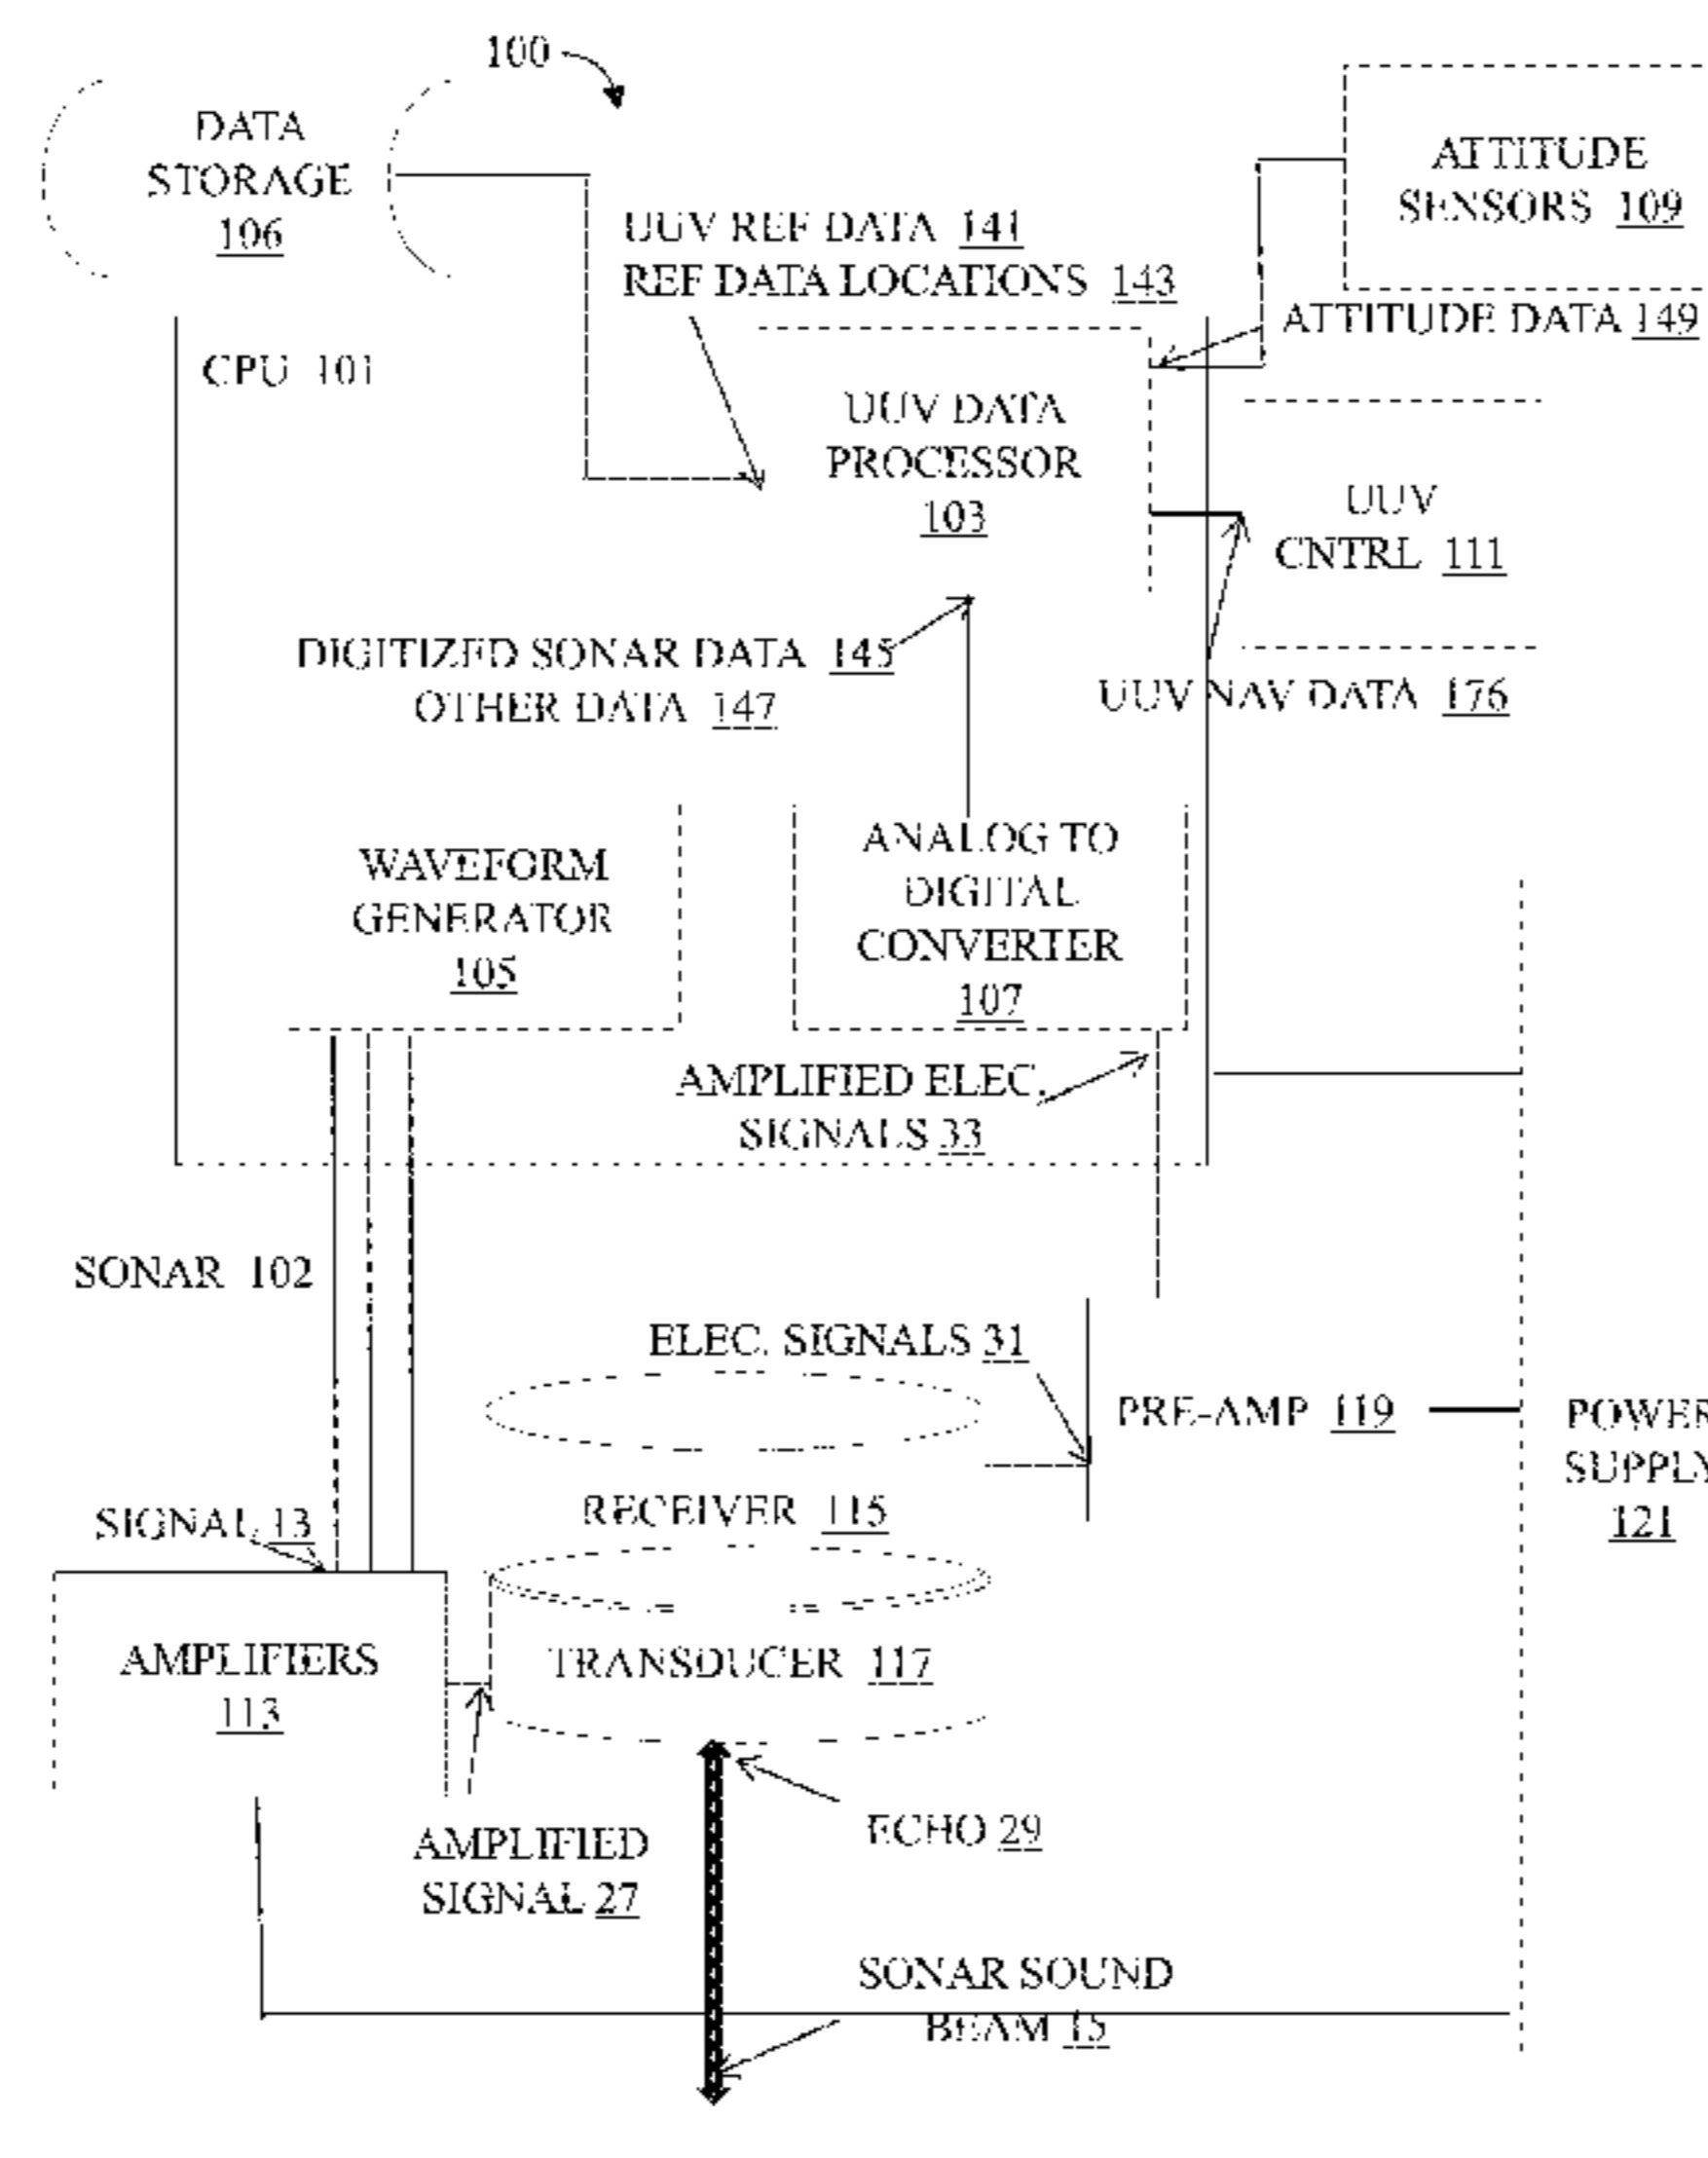 100
DATA
STORAGE
106
ATTITUDE
SENSORS 109
UUV REF DATA 141
REF DATA LOCATIONS 143
ATTITUDE DATA 149
CPU 101
UUV DATA
PROCESSOR
103
UUV
CNTRL 111
DIGITIZED SONAR DATA 145
OTHER DATA 147
UUV NAV DATA 176
WAVEFORM
GENERATOR
105
ANALOG TO
DIGITAL
CONVERTER
107
AMPLIFIED ELEC.
SIGNALS 33
SONAR 102
ELEC. SIGNALS 31
PRE-AMP 119
POWER
SUPPLY
121
RECEIVER 115
SIGNAL 13
AMPLIFIERS
113
TRANSDUCER 117
AMPLIFIED
SIGNAL 27
ECHO 29
SONAR SOUND
BEAM 15